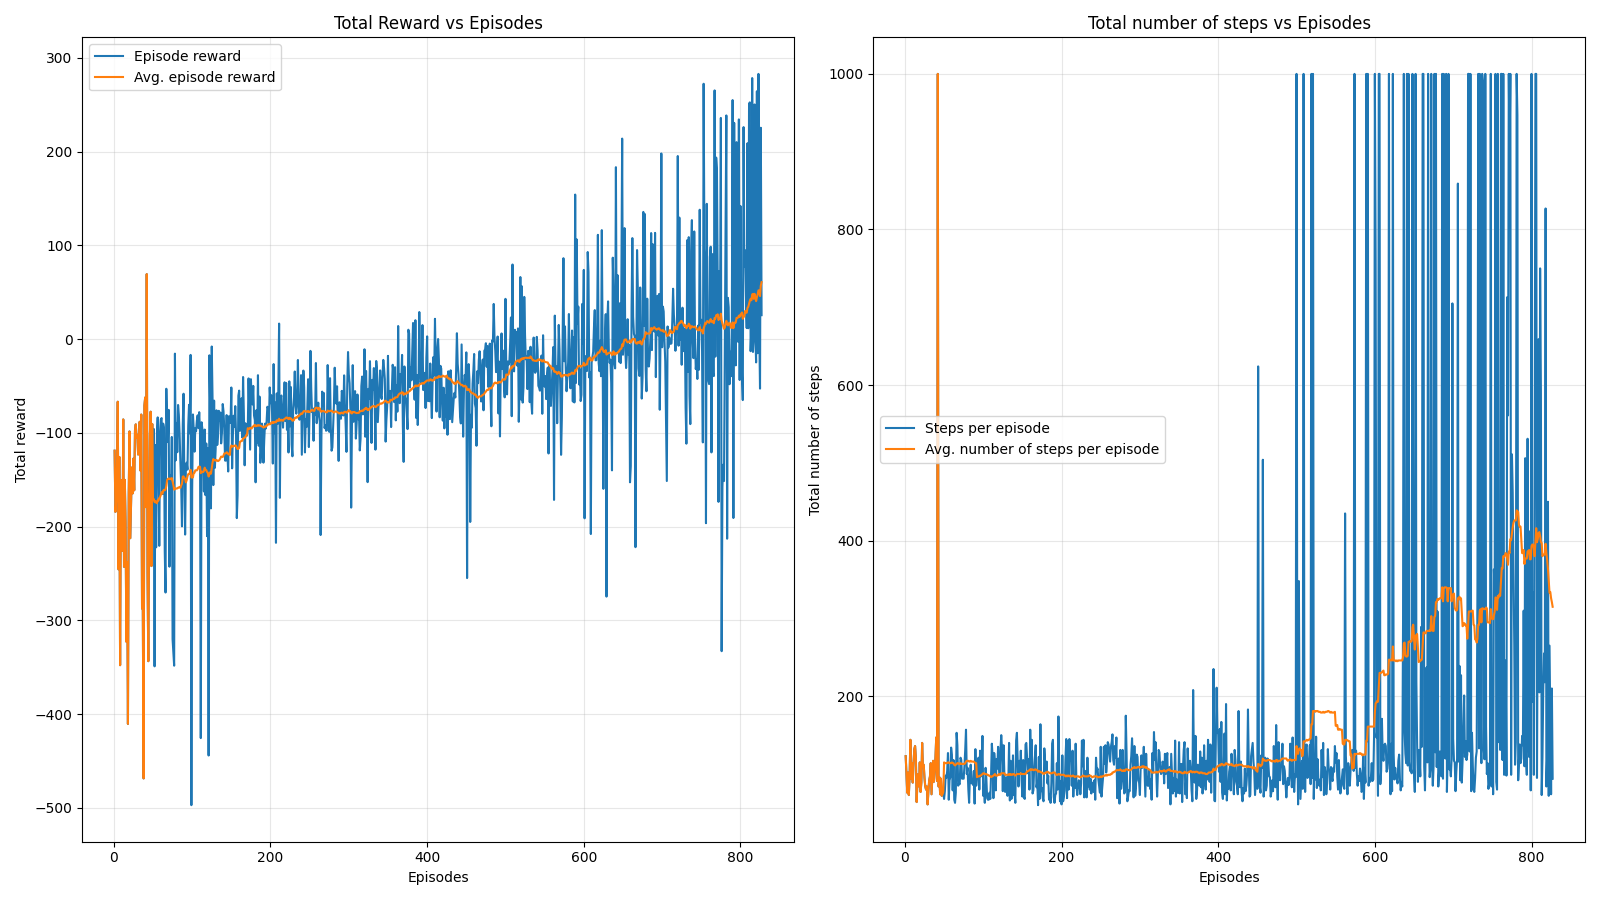 Total Reward vs Episodes
Episode reward
Avg. episode reward
300
200
100
0
−100
−200
−300
−400
−500
Total reward
0
200
400
600
800
Episodes
Total number of steps vs Episodes
Steps per episode
Avg. number of steps per episode
1000
800
600
400
200
Total number of steps
0
200
400
600
800
Episodes